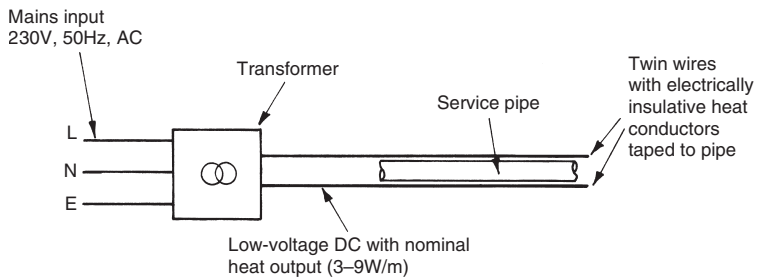 Mains input
230V, 50Hz, AC
Transformer
Service pipe
Twin wires
with electrically
insulative heat
conductors
taped to pipe
L
N
E
Low-voltage DC with nominal
heat output (3–9W/m)